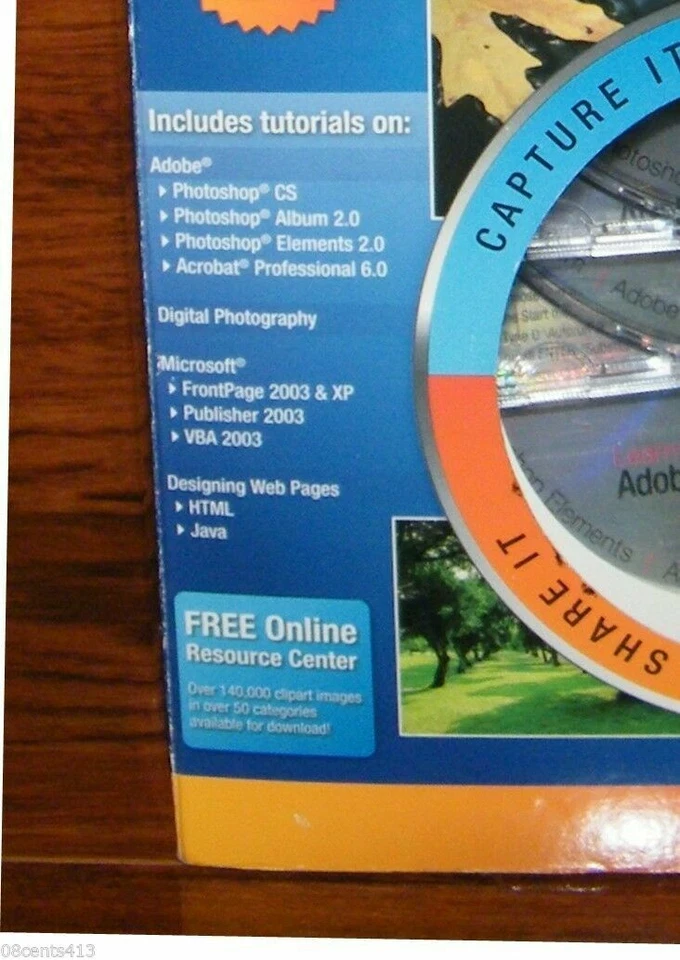 Includes tutorials on:
Adobe®
Photoshop® CS
Photoshop® Album 2.0
Photoshop® Elements 2.0
Acrobat® Professional 6.0
Digital Photography
Microsoft®
FrontPage 2003 & XP
Publisher 2003
VBA 2003
Designing Web Pages
HTML
Java
FREE Online
Resource Center
Over 140,000 clipart images
in over 50 categories
available for download!
CAPTURE IT
Adobe
Elements
SHARE IT
08cents413